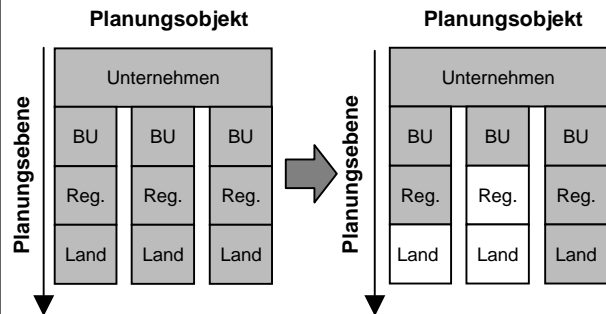 Planungsobjekt
Planungsebene
Unternehmen
BU BU BU
Reg. Reg. Reg.
Land Land Land
Planungsobjekt
Planungsebene
Unternehmen
BU BU BU
Reg. Reg. Reg.
Land Land Land